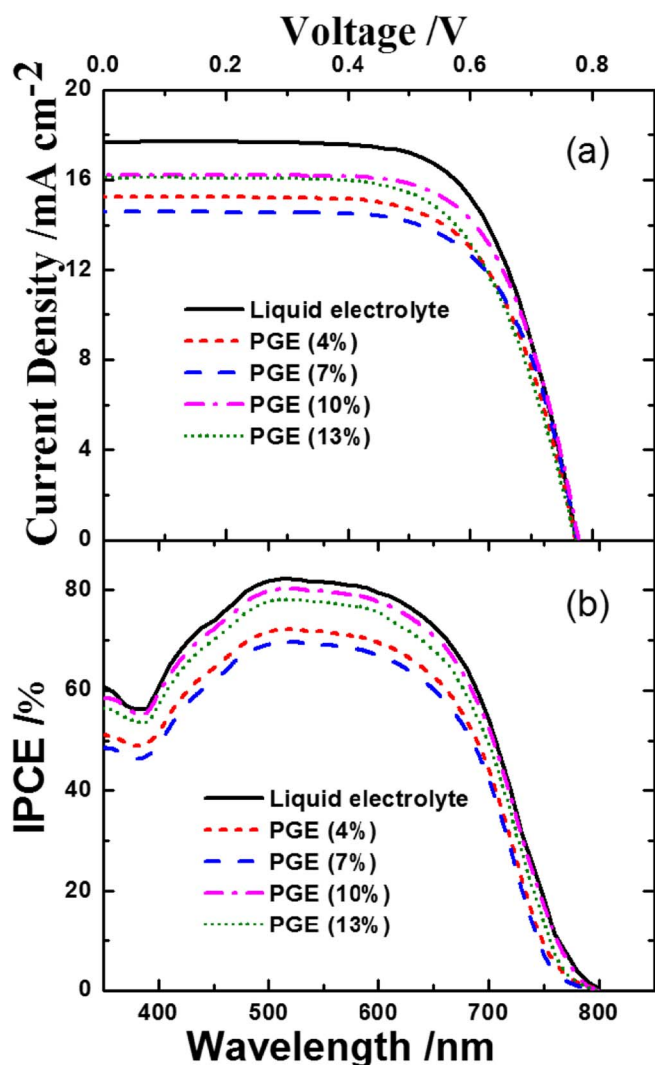 Voltage /V
0.0 0.2 0.4 0.6 0.8
Current Density /mA cm-2
20
16
12
8
4
0
(a)
Liquid electrolyte
PGE (4%)
PGE (7%)
PGE (10%)
PGE (13%)
IPCE /%
80
60
40
20
0
(b)
Liquid electrolyte
PGE (4%)
PGE (7%)
PGE (10%)
PGE (13%)
400 500 600 700 800
Wavelength /nm